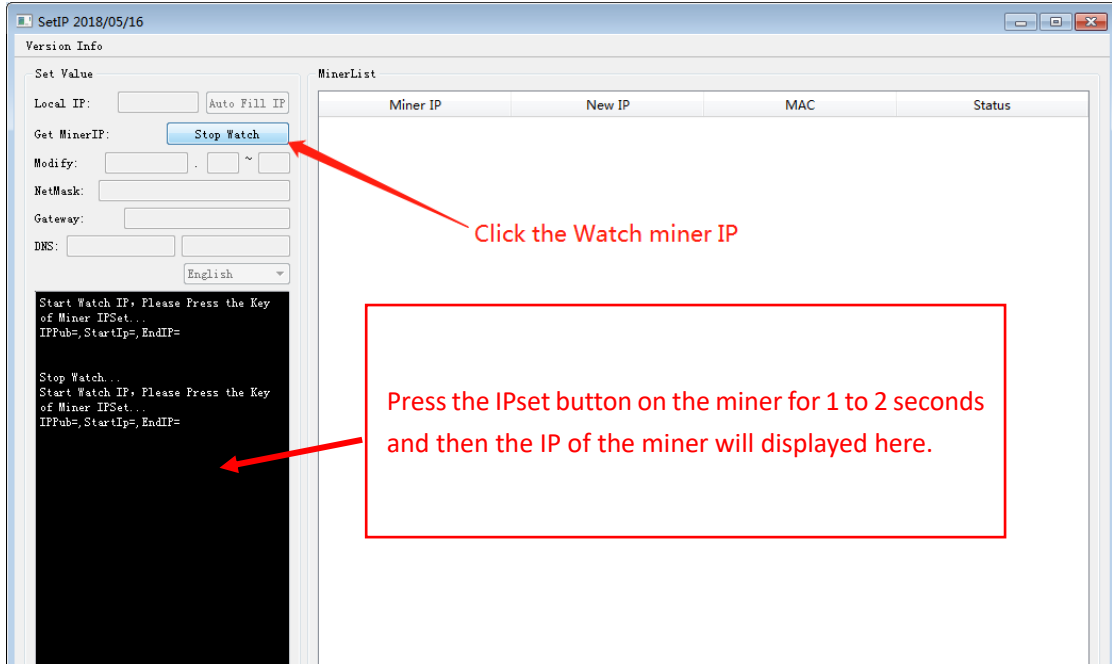 SetIP 2018/05/16
Version Info
Set Value
Local IP:
Auto Fill IP
Get MinerIP:
Stop Watch
Modify:
. ~
NetMask:
Gateway:
DNS:
English
Start Watch IP, Please Press the Key
of Miner IPSet...
IPPub=,StartIp=,EndIP=
Stop Watch...
Start Watch IP, Please Press the Key
of Miner IPSet...
IPPub=,StartIp=,EndIP=
MinerList
Miner IP New IP MAC Status
Click the Watch miner IP
Press the IPset button on the miner for 1 to 2 seconds
and then the IP of the miner will displayed here.